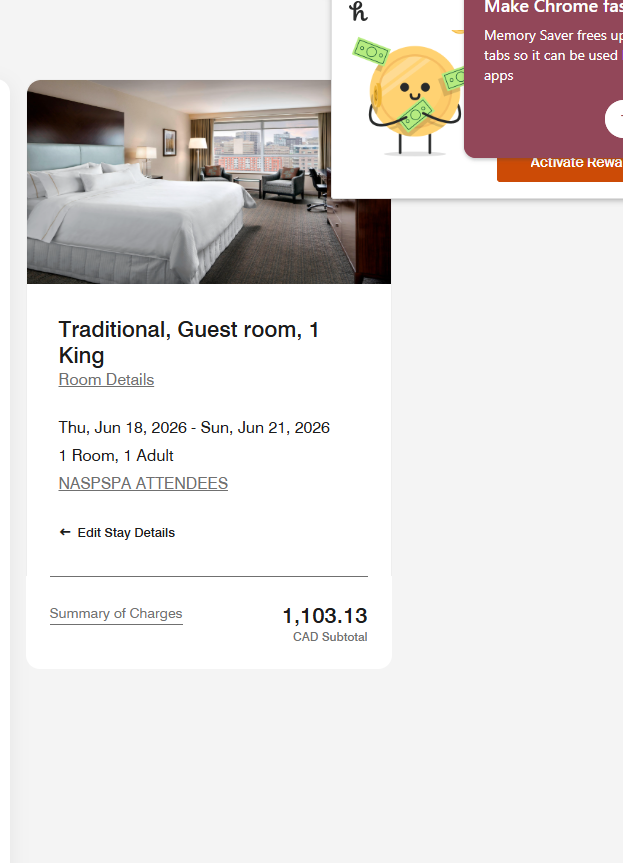 Make Chrome fas
Memory Saver frees up
tabs so it can be used
apps
Activate Rewa
Traditional, Guest room, 1
King
Room Details
Thu, Jun 18, 2026 - Sun, Jun 21, 2026
1 Room, 1 Adult
NASPSPA ATTENDEES
← Edit Stay Details
Summary of Charges
1,103.13
CAD Subtotal